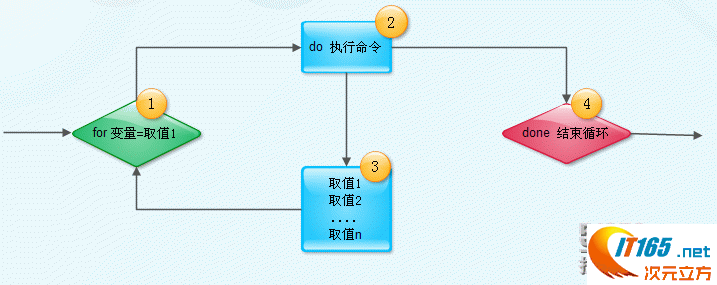 1
for 变量=取值1
2
do 执行命令
3
取值1
取值2
....
取值n
4
done 结束循环
IT165.net
次元立方